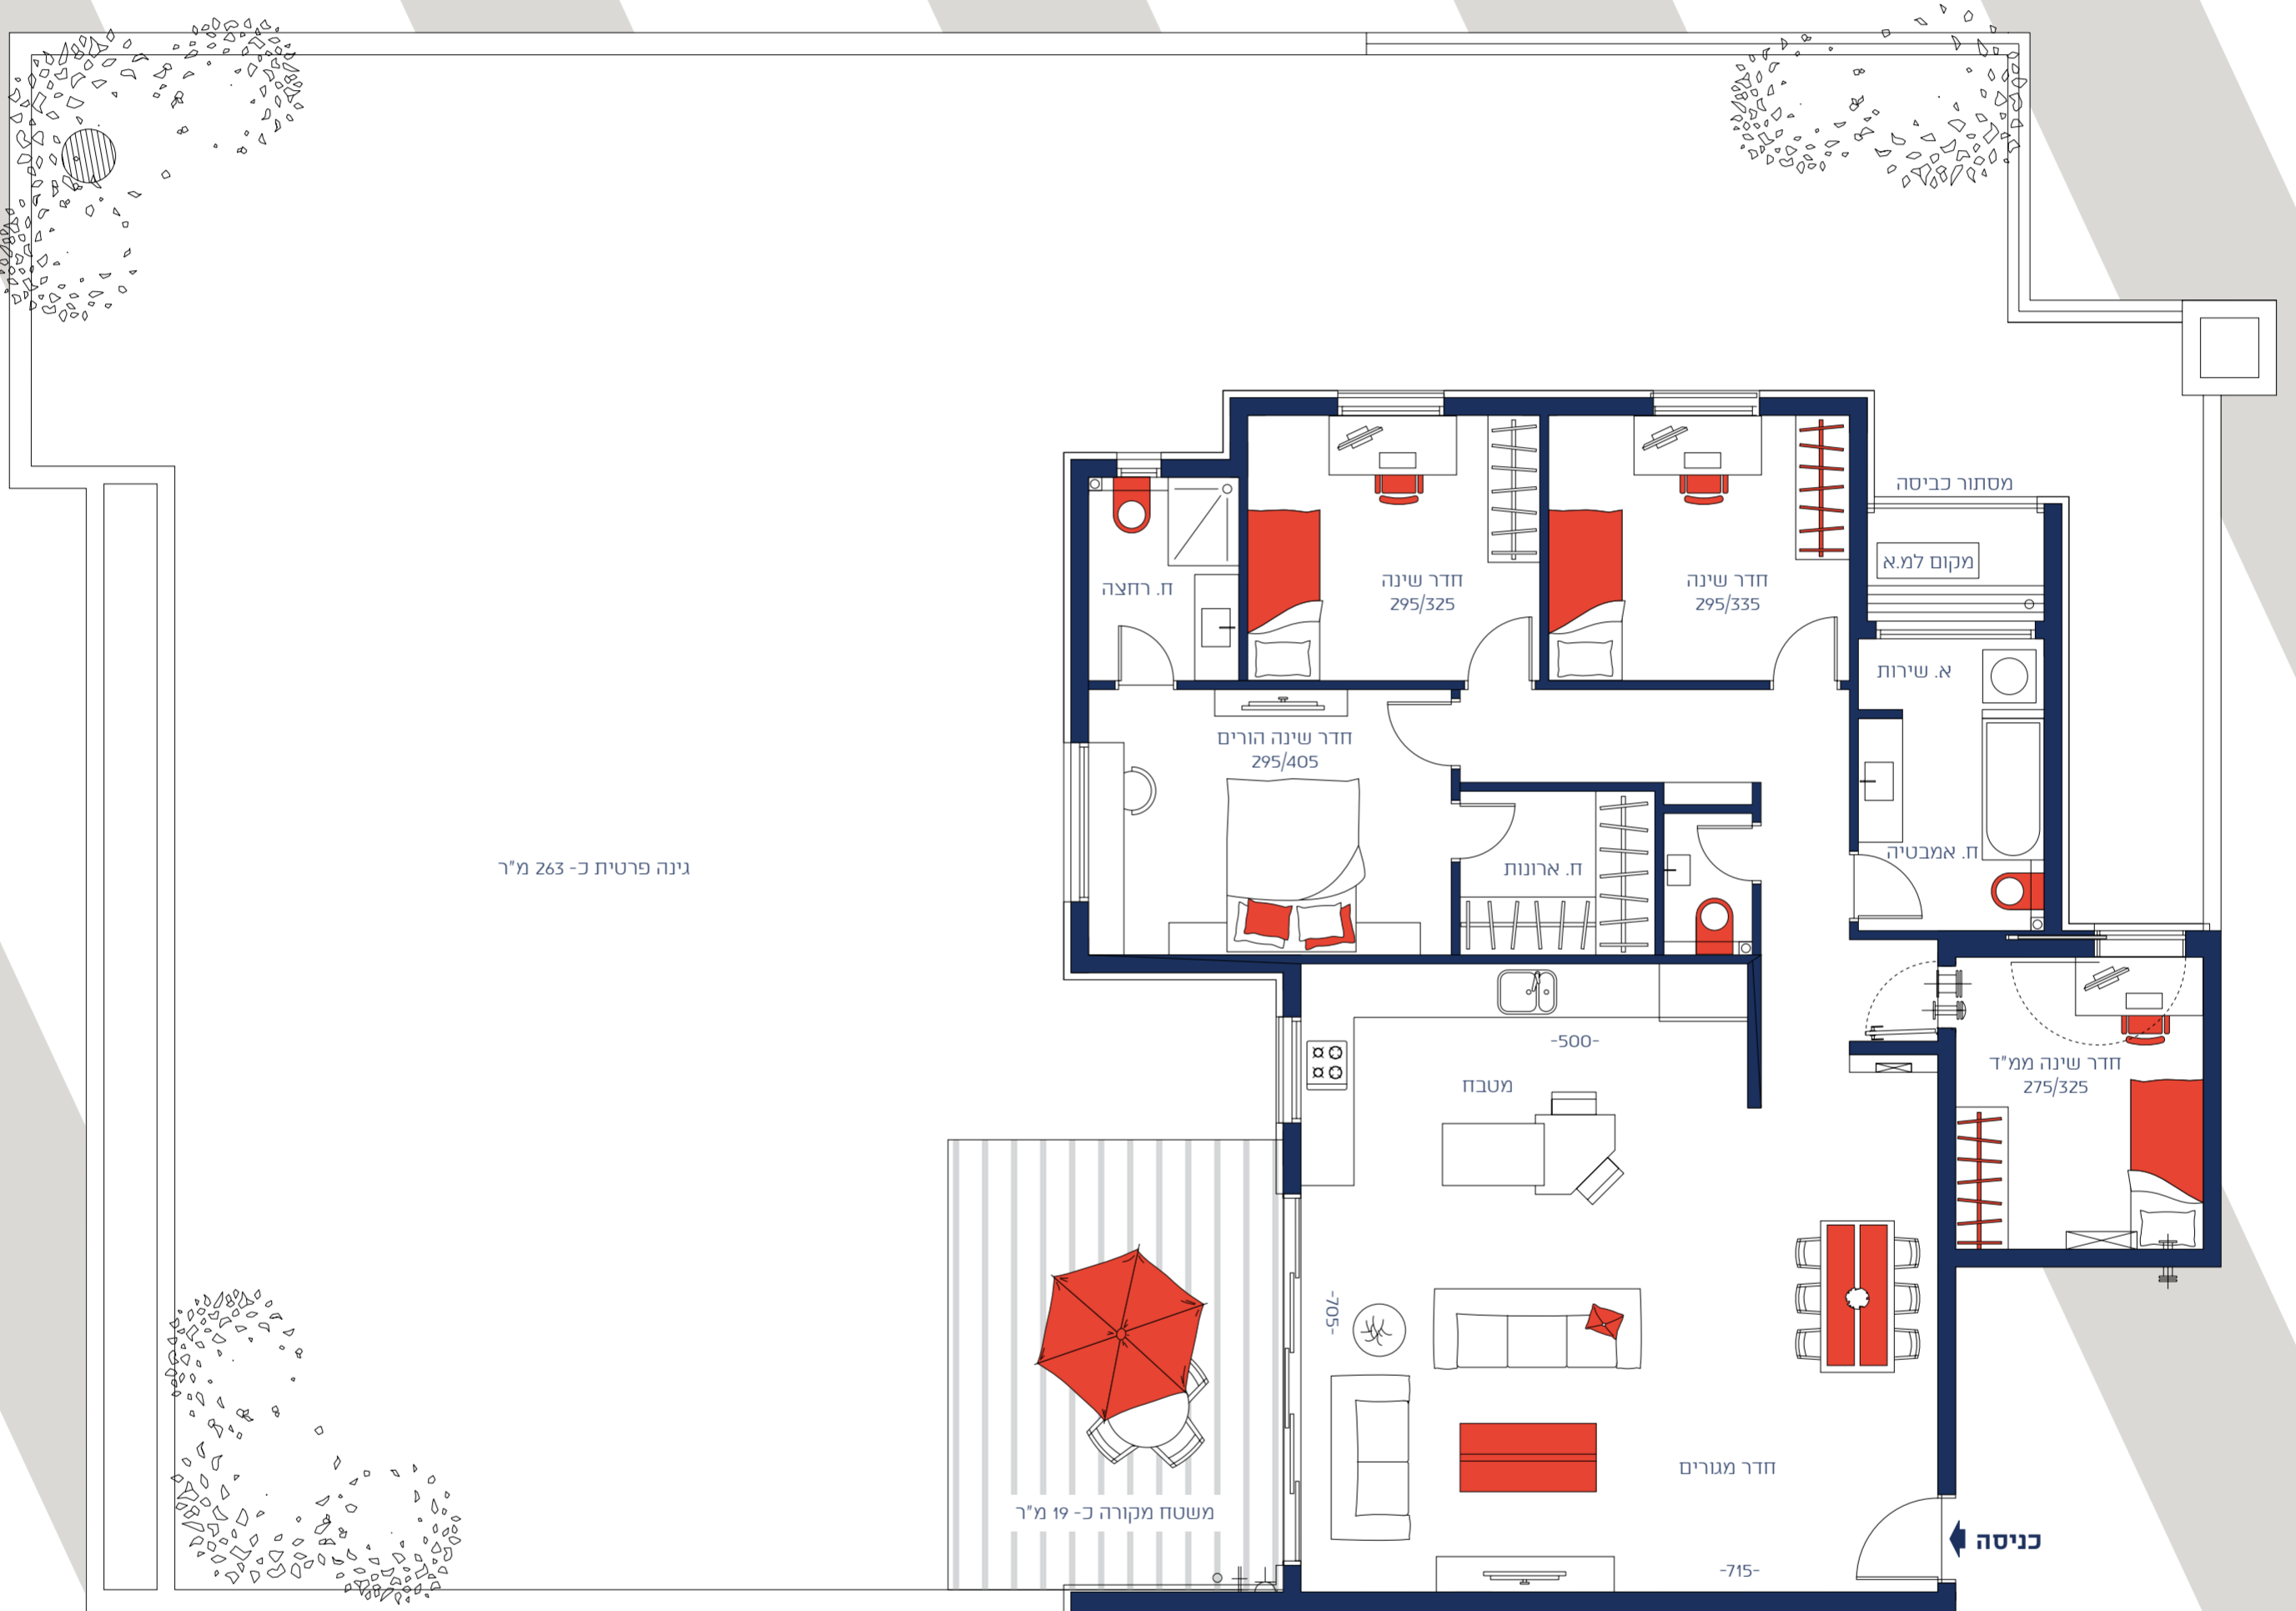 מסתור כביסה
מקום למ.א
חדר שינה
295/335
חדר שינה
295/325
ח. רחצה
א. שירות
חדר שינה הורים
295/405
ח. אמבטיה
ח. ארונות
גינה פרטית כ- 263 מ"ר
-500-
מטבח
חדר שינה ממ"ד
275/325
-705-
חדר מגורים
משטח מקורה כ- 19 מ"ר
כניסה
-715-